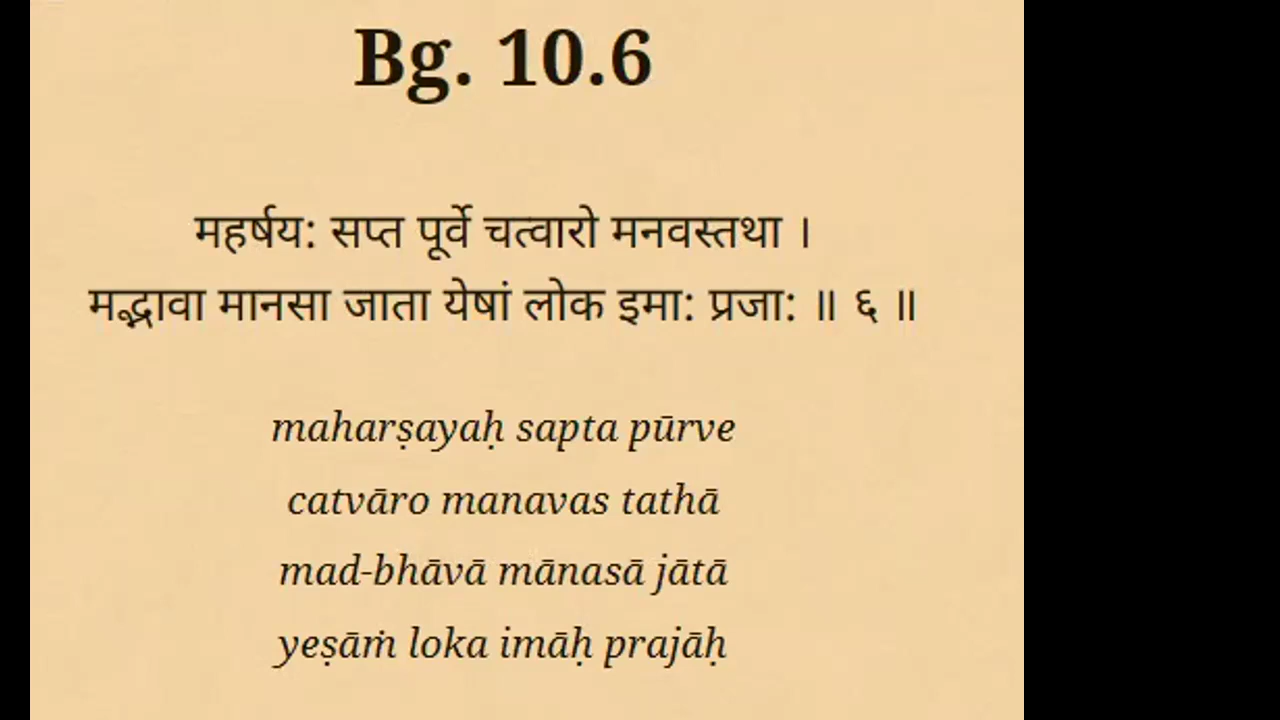 Bg. 10.6
महर्षय: सप्त पूर्वे चत्वारो मनवस्तथा ।
मद्भ‍ावा मानसा जाता येषां लोक इमा: प्रजा: ॥ ६ ॥
maharṣayaḥ sapta pūrve
catvāro manavas tathā
mad-bhāvā mānasā jātā
yeṣāṁ loka imāḥ prajāḥ